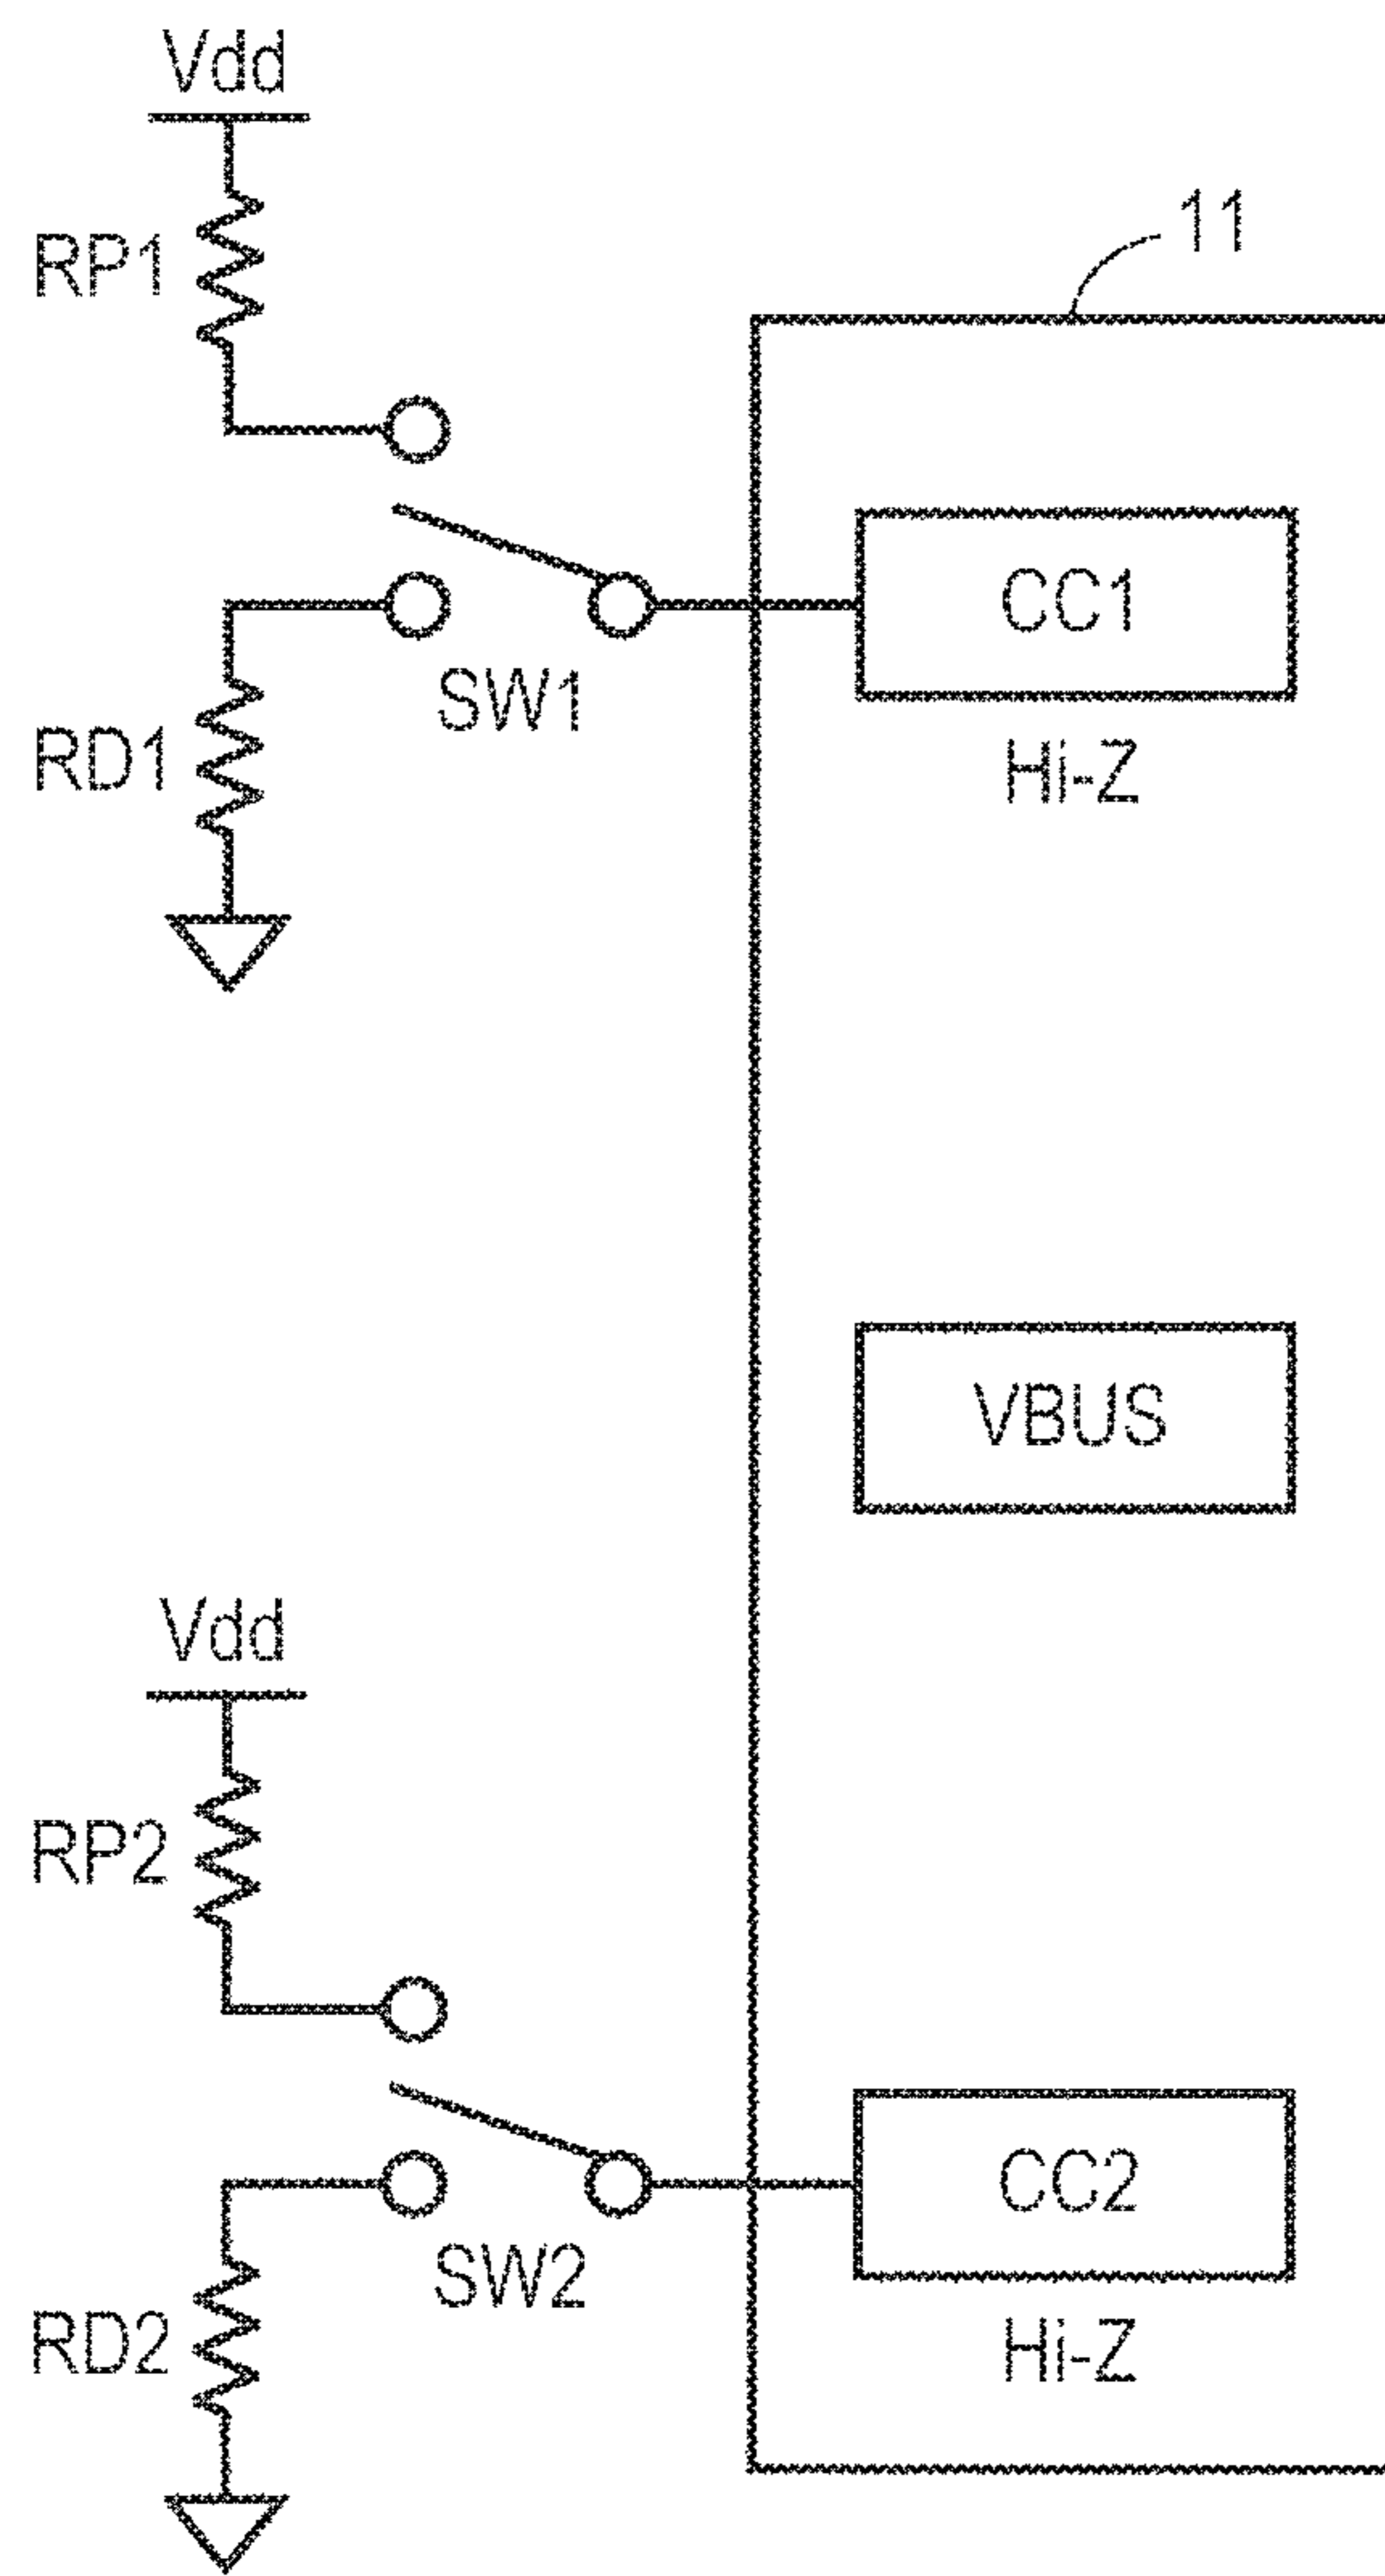 Vdd
RP1
11
CC1
SW1
RD1
Hi-Z
VBUS
Vdd
RP2
CC2
SW2
RD2
Hi-Z